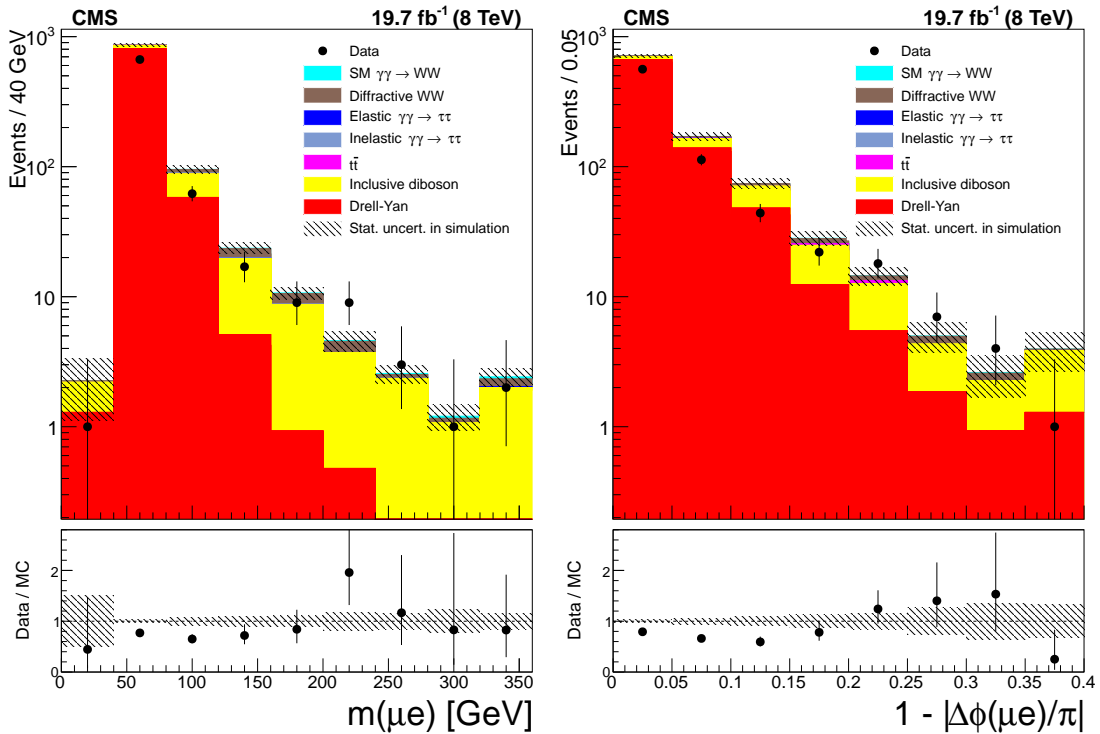 CMS 19.7 fb⁻¹ (8 TeV)
Events / 40 GeV
10³
10²
10
1
Data
SM γγ → WW
Diffractive WW
Elastic γγ → ττ
Inelastic γγ → ττ
tt̄
Inclusive diboson
Drell-Yan
Stat. uncert. in simulation
Data / MC
2
1
0
0 50 100 150 200 250 300 350
m(μe) [GeV]
CMS 19.7 fb⁻¹ (8 TeV)
Events / 0.05
10³
10²
10
1
Data
SM γγ → WW
Diffractive WW
Elastic γγ → ττ
Inelastic γγ → ττ
tt̄
Inclusive diboson
Drell-Yan
Stat. uncert. in simulation
Data / MC
2
1
0
0 0.05 0.1 0.15 0.2 0.25 0.3 0.35 0.4
1 - |Δϕ(μe)/π|